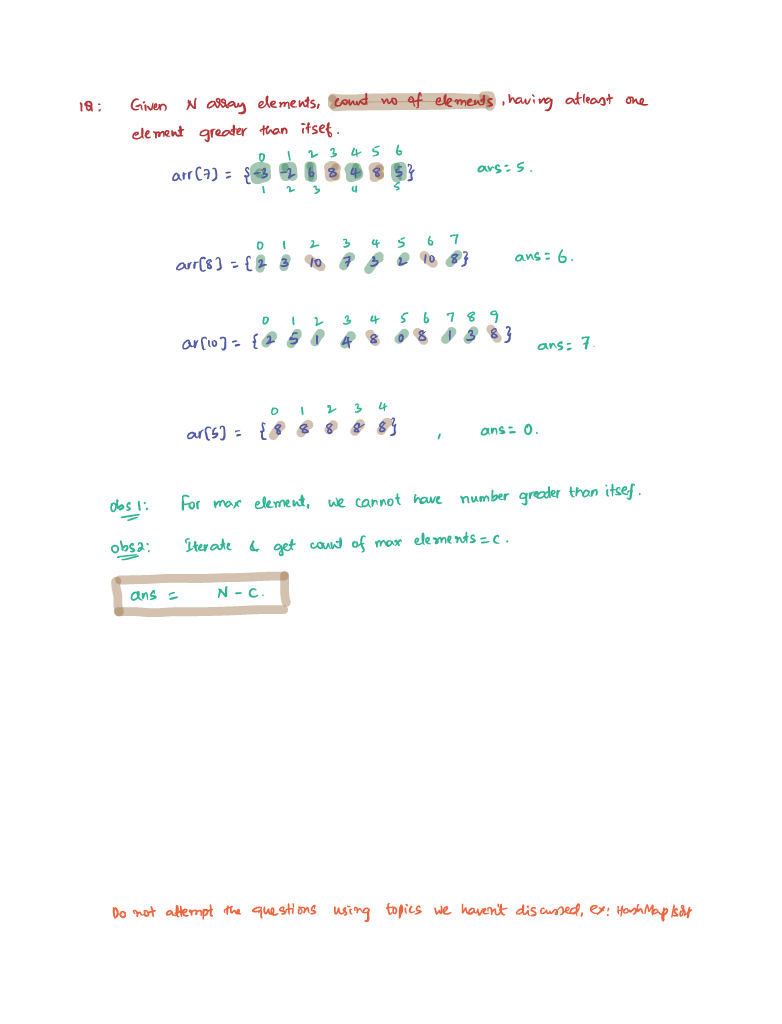 1Q: Given N array elements, count no of elements, having atleast one
element greater than itself.
0 1 2 3 4 5 6
arr[7] = {-3 -2 6 8 4 8 5} ans = 5.
1 2 3 4 5
0 1 2 3 4 5 6 7
arr[8] = {2 3 10 7 3 2 10 8} ans = 6.
0 1 2 3 4 5 6 7 8 9
ar[10] = {2 5 1 4 8 0 8 1 3 8} ans = 7.
0 1 2 3 4
ar[5] = {8 8 8 8 8} , ans = 0.
obs 1: For max element, we cannot have number greater than itself.
obs2: Iterate & get count of max elements = c.
ans = N - c.
Do not attempt the questions using topics we haven't discussed, ex: HashMap